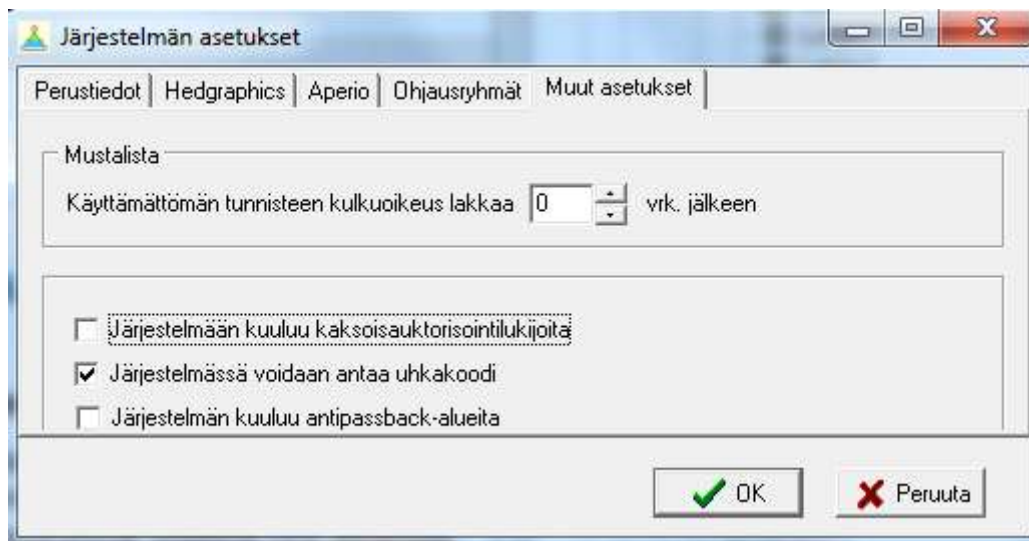 Järjestelmän asetukset
Perustiedot Hedgraphics Aperio Ohjausryhmät Muut asetukset
Mustalista
Käyttämättömän tunnisteen kulkuoikeus lakkaa 0 vrk. jälkeen
Järjestelmään kuuluu kaksoisauktorisointilukijoita
Järjestelmässä voidaan antaa uhkakoodi
Järjestelmän kuuluu antipassback-alueita
OK Peruuta